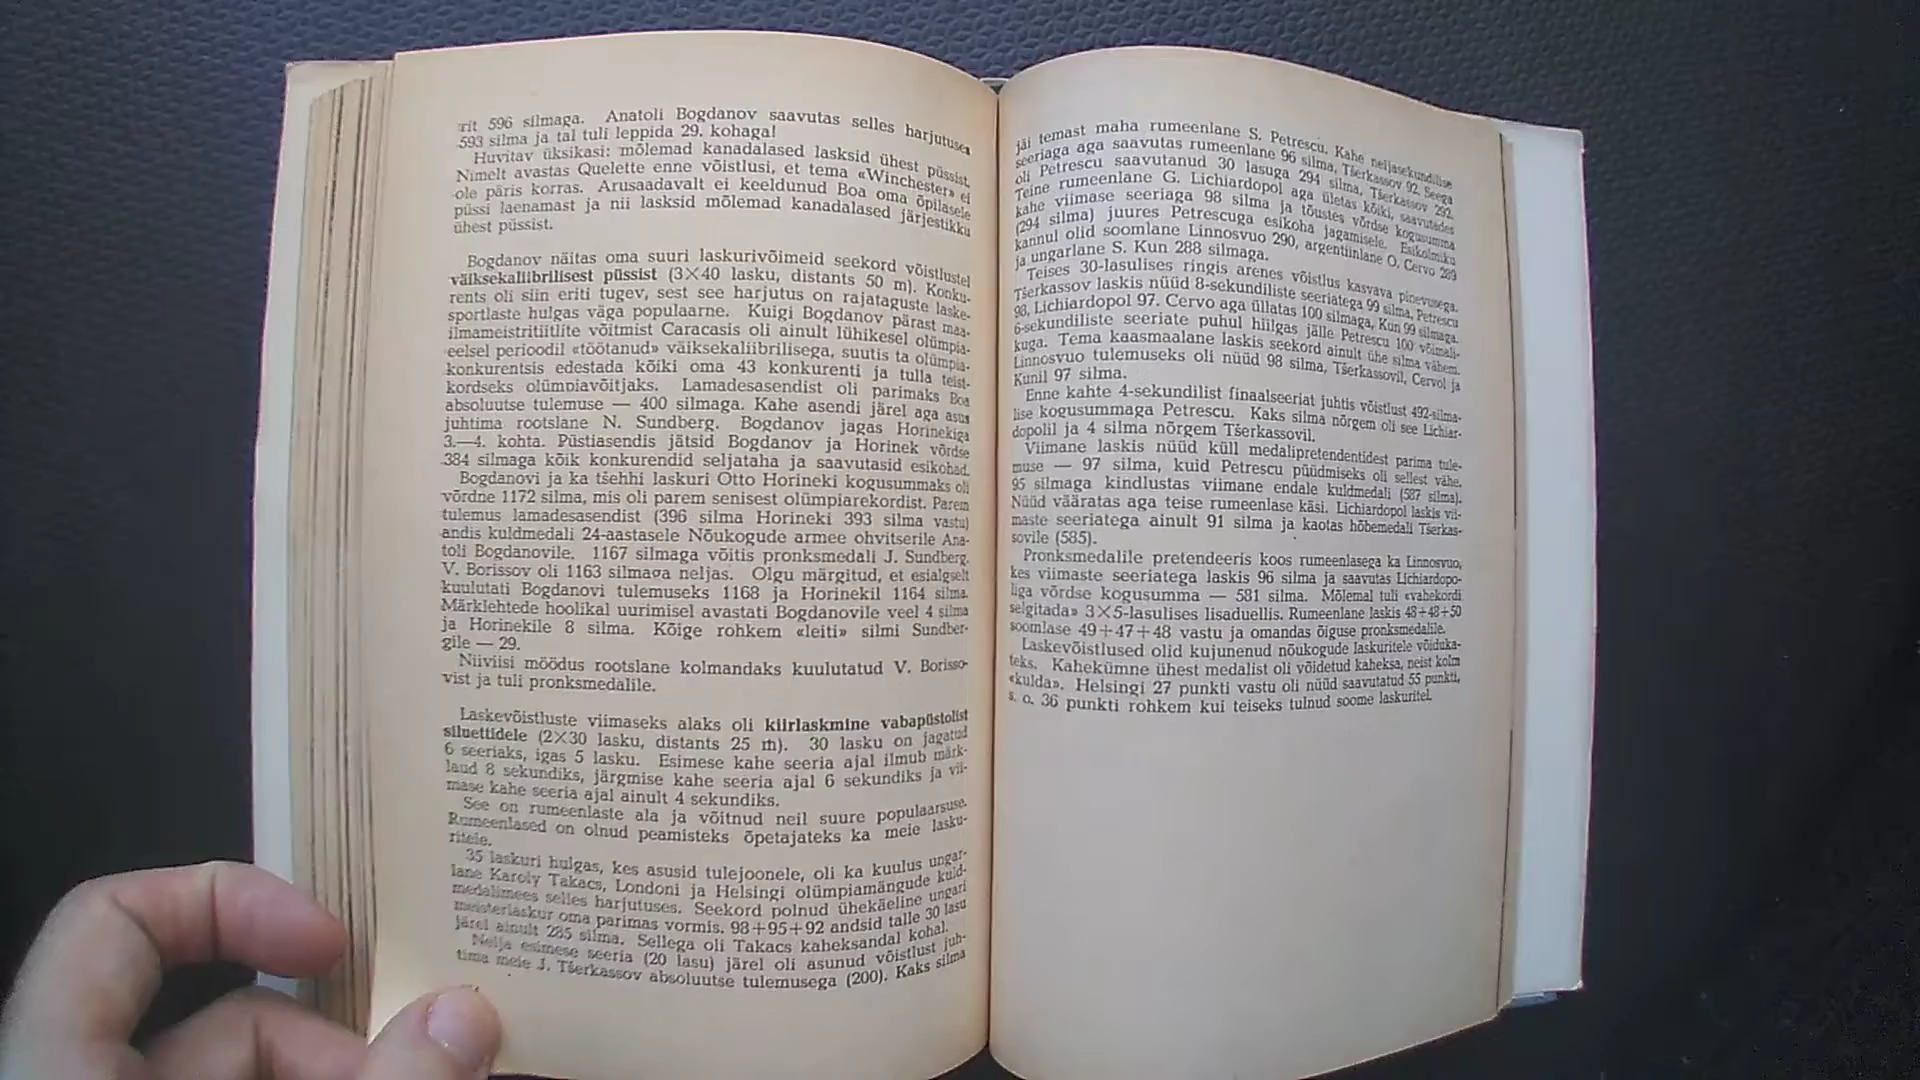 rit 596 silmaga. Anatoli Bogdanov saavutas selles harjutuses
593 silma ja tal tuli leppida 29. kohaga!
Huvitav üksikasi: mõlemad kanadalased lasksid ühest püssist.
Nimelt avastas Quelette enne võistlusi, et tema «Winchester» ei
ole päris korras. Arusaadavalt ei keeldunud Boa oma õpilasele
püssi laenamast ja nii lasksid mõlemad kanadalased järjestikku
ühest püssist.
Bogdanov näitas oma suuri laskurivõimeid seekord võistlustel
väiksekaliibrilisest püssist (3×40 lasku, distants 50 m). Konku-
rents oli siin eriti tugev, sest see harjutus on rajataguste laske-
sportlaste hulgas väga populaarne. Kuigi Bogdanov pärast maa-
ilmameistritiitlite võitmist Caracasis oli ainult lühikesel olümpia-
eelsel perioodil «töötanud» väiksekaliibrilisega, suutis ta olümpia-
konkurentsis edestada kõiki oma 43 konkurenti ja tulla teist-
kordseks olümpiavõitjaks. Lamadesasendist oli parimaks Boa
absoluutse tulemuse — 400 silmaga. Kahe asendi järel aga asus
juhtima rootslane N. Sundberg. Bogdanov jagas Horinekiga
3.—4. kohta. Püstiasendis jätsid Bogdanov ja Horinek võrdse
384 silmaga kõik konkurendid seljataha ja saavutasid esikohad.
Bogdanovi ja ka tšehhi laskuri Otto Horineki kogusummaks oli
võrdne 1172 silma, mis oli parem senisest olümpiarekordist. Parem
tulemus lamadesasendist (396 silma Horineki 393 silma vastu)
andis kuldmedali 24-aastasele Nõukogude armee ohvitserile Ana-
toli Bogdanovile. 1167 silmaga võitis pronksmedali J. Sundberg.
V. Borissov oli 1163 silmaga neljas. Olgu märgitud, et esialgselt
kuulutati Bogdanovi tulemuseks 1168 ja Horinekil 1164 silma.
Märklehtede hoolikal uurimisel avastati Bogdanovile veel 4 silma
ja Horinekile 8 silma. Kõige rohkem «leiti» silmi Sundber-
gile — 29.
Niiviisi möödus rootslane kolmandaks kuulutatud V. Borisso-
vist ja tuli pronksmedalile.
Laskevõistluste viimaseks alaks oli kiirlaskmine vabapüstolist
siluettidele (2×30 lasku, distants 25 m). 30 lasku on jagatud
6 seeriaks, igas 5 lasku. Esimese kahe seeria ajal ilmub märk-
laud 8 sekundiks, järgmise kahe seeria ajal 6 sekundiks ja vii-
mase kahe seeria ajal ainult 4 sekundiks.
See on rumeenlaste ala ja võitnud neil suure populaarsuse.
Rumeenlased on olnud peamisteks õpetajateks ka meie lasku-
ritele.
35 laskuri hulgas, kes asusid tulejoonele, oli ka kuulus ungar-
lane Karoly Takacs, Londoni ja Helsingi olümpiamängude kuld-
medalimees selles harjutuses. Seekord polnud ühekäeline ungari
meisterlaskur oma parimas vormis. 98+95+92 andsid talle 30 lasu
järel ainult 285 silma. Sellega oli Takacs kaheksandal kohal.
Nelja esimese seeria (20 lasu) järel oli asunud võistlust juh-
tima meie J. Tšerkassov absoluutse tulemusega (200). Kaks silma
jäi temast maha rumeenlane S. Petrescu. Kahe neljasekundilise
seeriaga aga saavutas rumeenlane 96 silma, Tšerkassov 92. Seega
oli Petrescu saavutanud 30 lasuga 294 silma, Tšerkassov 292.
Teine rumeenlane G. Lichiardopol aga ületas kõiki, saavutades
kahe viimase seeriaga 98 silma ja tõustes võrdse kogusumma
(294 silma) juures Petrescuga esikoha jagamisele. Esikolmiku
kannul olid soomlane Linnosvuo 290, argentiinlane O. Cervo 289
ja ungarlane S. Kun 288 silmaga.
Teises 30-lasulises ringis arenes võistlus kasvava pinevusega.
Tšerkassov laskis nüüd 8-sekundiliste seeriatega 99 silma, Petrescu
98, Lichiardopol 97. Cervo aga üllatas 100 silmaga, Kun 99 silmaga.
6-sekundiliste seeriate puhul hiilgas jälle Petrescu 100 võimali-
kuga. Tema kaasmaalane laskis seekord ainult ühe silma vähem.
Linnosvuo tulemuseks oli nüüd 98 silma, Tšerkassovil, Cervol ja
Kunil 97 silma.
Enne kahte 4-sekundilist finaalseeriat juhtis võistlust 492-silma-
lise kogusummaga Petrescu. Kaks silma nõrgem oli see Lichiar-
dopolil ja 4 silma nõrgem Tšerkassovil.
Viimane laskis nüüd küll medalipretendentidest parima tule-
muse — 97 silma, kuid Petrescu püüdmiseks oli sellest vähe.
95 silmaga kindlustas viimane endale kuldmedali (587 silma).
Nüüd vääratas aga teise rumeenlase käsi. Lichiardopol laskis vii-
maste seeriatega ainult 91 silma ja kaotas hõbemedali Tšerkas-
sovile (585).
Pronksmedalile pretendeeris koos rumeenlasega ka Linnosvuo,
kes viimaste seeriatega laskis 96 silma ja saavutas Lichiardopo-
liga võrdse kogusumma — 581 silma. Mõlemal tuli «vahekordi
selgitada» 3×5-lasulises lisaduellis. Rumeenlane laskis 48+48+50
soomlase 49+47+48 vastu ja omandas õiguse pronksmedalile.
Laskevõistlused olid kujunenud nõukogude laskuritele võiduka-
teks. Kahekümne ühest medalist oli võidetud kaheksa, neist kolm
«kulda». Helsingi 27 punkti vastu oli nüüd saavutatud 55 punkti,
s. o. 36 punkti rohkem kui teiseks tulnud soome laskuritel.